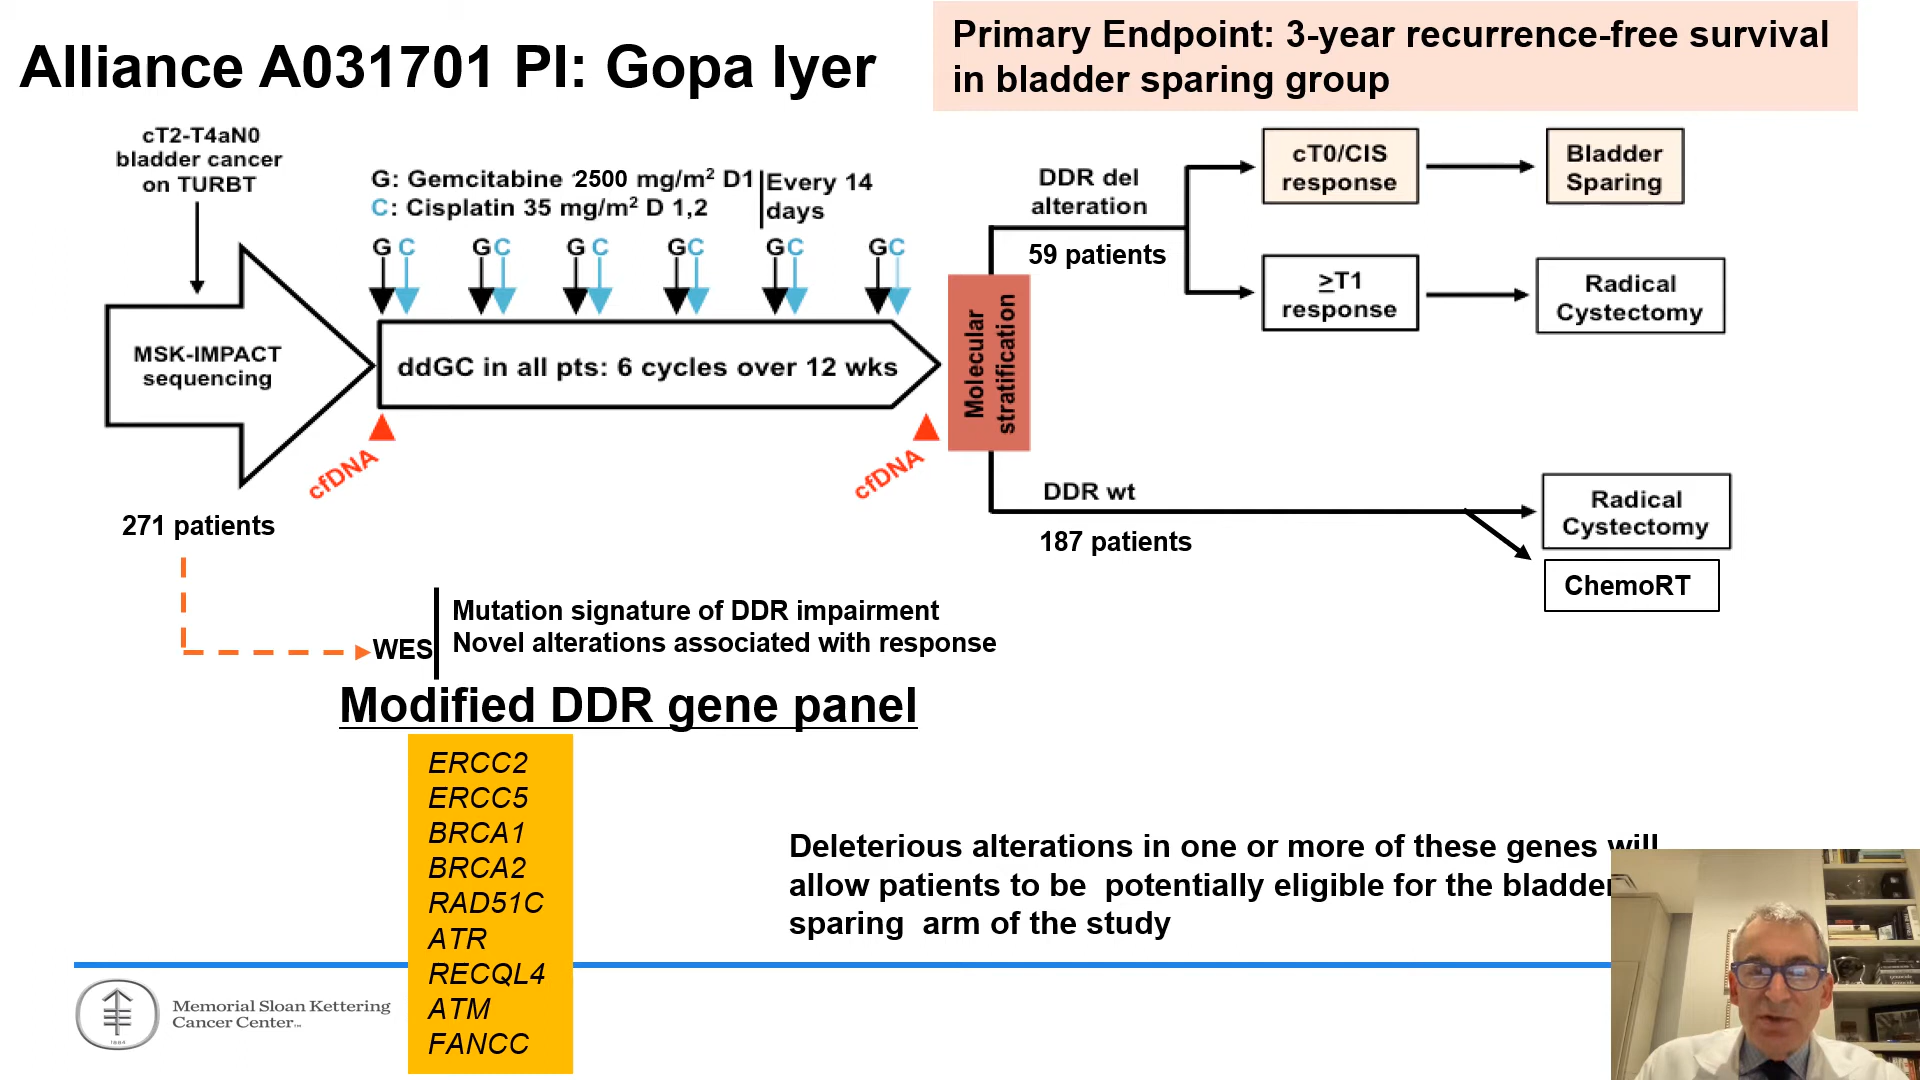 Alliance A031701 PI: Gopa Iyer
Primary Endpoint: 3-year recurrence-free survival
in bladder sparing group
cT2-T4aN0
bladder cancer
on TURBT
G: Gemcitabine 2500 mg/m² D1
C: Cisplatin 35 mg/m² D 1,2
Every 14
days
G C G C G C G C G C G C
MSK-IMPACT
sequencing
ddGC in all pts: 6 cycles over 12 wks
cfDNA
cfDNA
Molecular
stratification
DDR del
alteration
59 patients
cT0/CIS
response
Bladder
Sparing
≥T1
response
Radical
Cystectomy
DDR wt
187 patients
Radical
Cystectomy
ChemoRT
271 patients
WES
Mutation signature of DDR impairment
Novel alterations associated with response
Modified DDR gene panel
ERCC2
ERCC5
BRCA1
BRCA2
RAD51C
ATR
RECQL4
ATM
FANCC
Deleterious alterations in one or more of these genes will
allow patients to be potentially eligible for the bladder
sparing arm of the study
Memorial Sloan Kettering
Cancer Center
1884